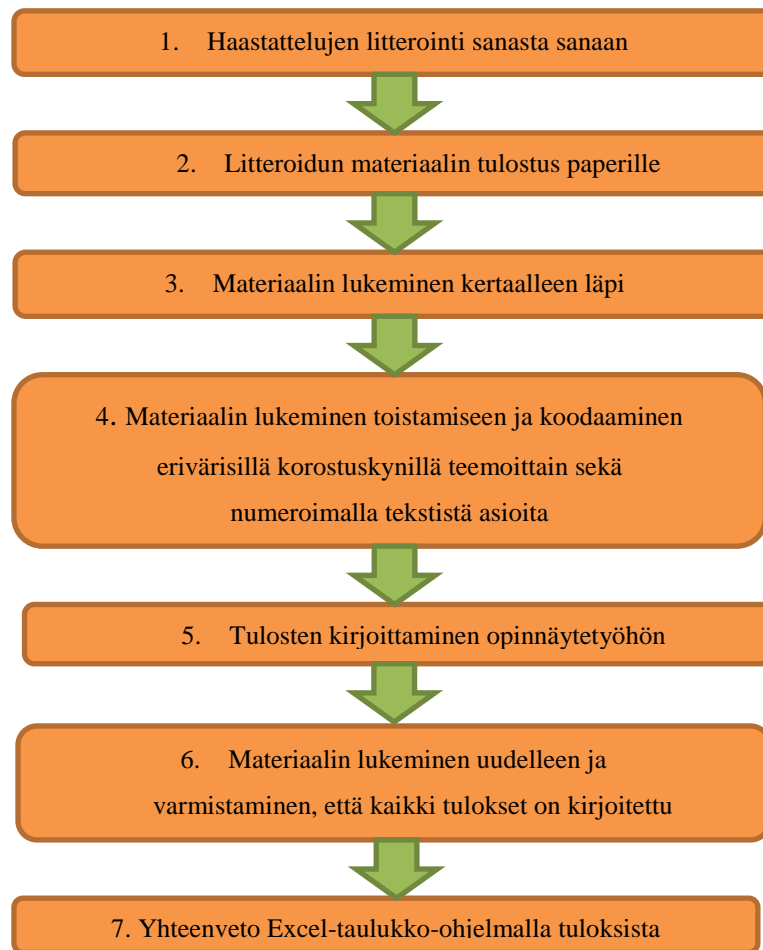 1. Haastattelujen litterointi sanasta sanaan
2. Litteroidun materiaalin tulostus paperille
3. Materiaalin lukeminen kertaalleen läpi
4. Materiaalin lukeminen toistamiseen ja koodaaminen
erivärisillä korostuskynillä teemoittain sekä
numeroimalla tekstistä asioita
5. Tulosten kirjoittaminen opinnäytetyöhön
6. Materiaalin lukeminen uudelleen ja
varmistaminen, että kaikki tulokset on kirjoitettu
7. Yhteenveto Excel-taulukko-ohjelmalla tuloksista